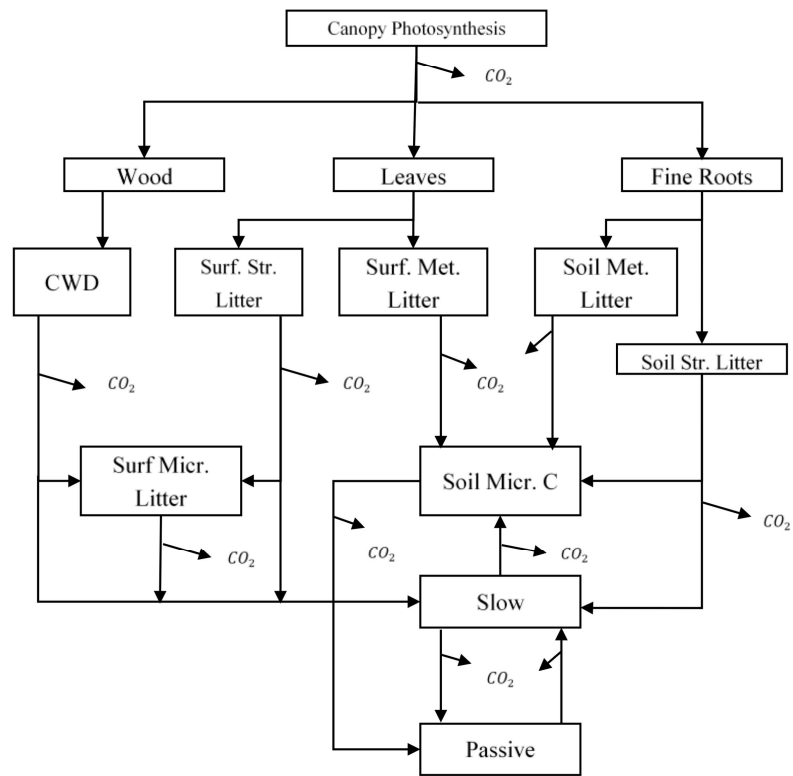 Canopy Photosynthesis
CO₂
Wood
Leaves
Fine Roots
CWD
Surf. Str.
Litter
Surf. Met.
Litter
Soil Met.
Litter
Soil Str. Litter
CO₂
CO₂
CO₂
Surf Micr.
Litter
Soil Micr. C
CO₂
CO₂
CO₂
CO₂
Slow
CO₂
Passive